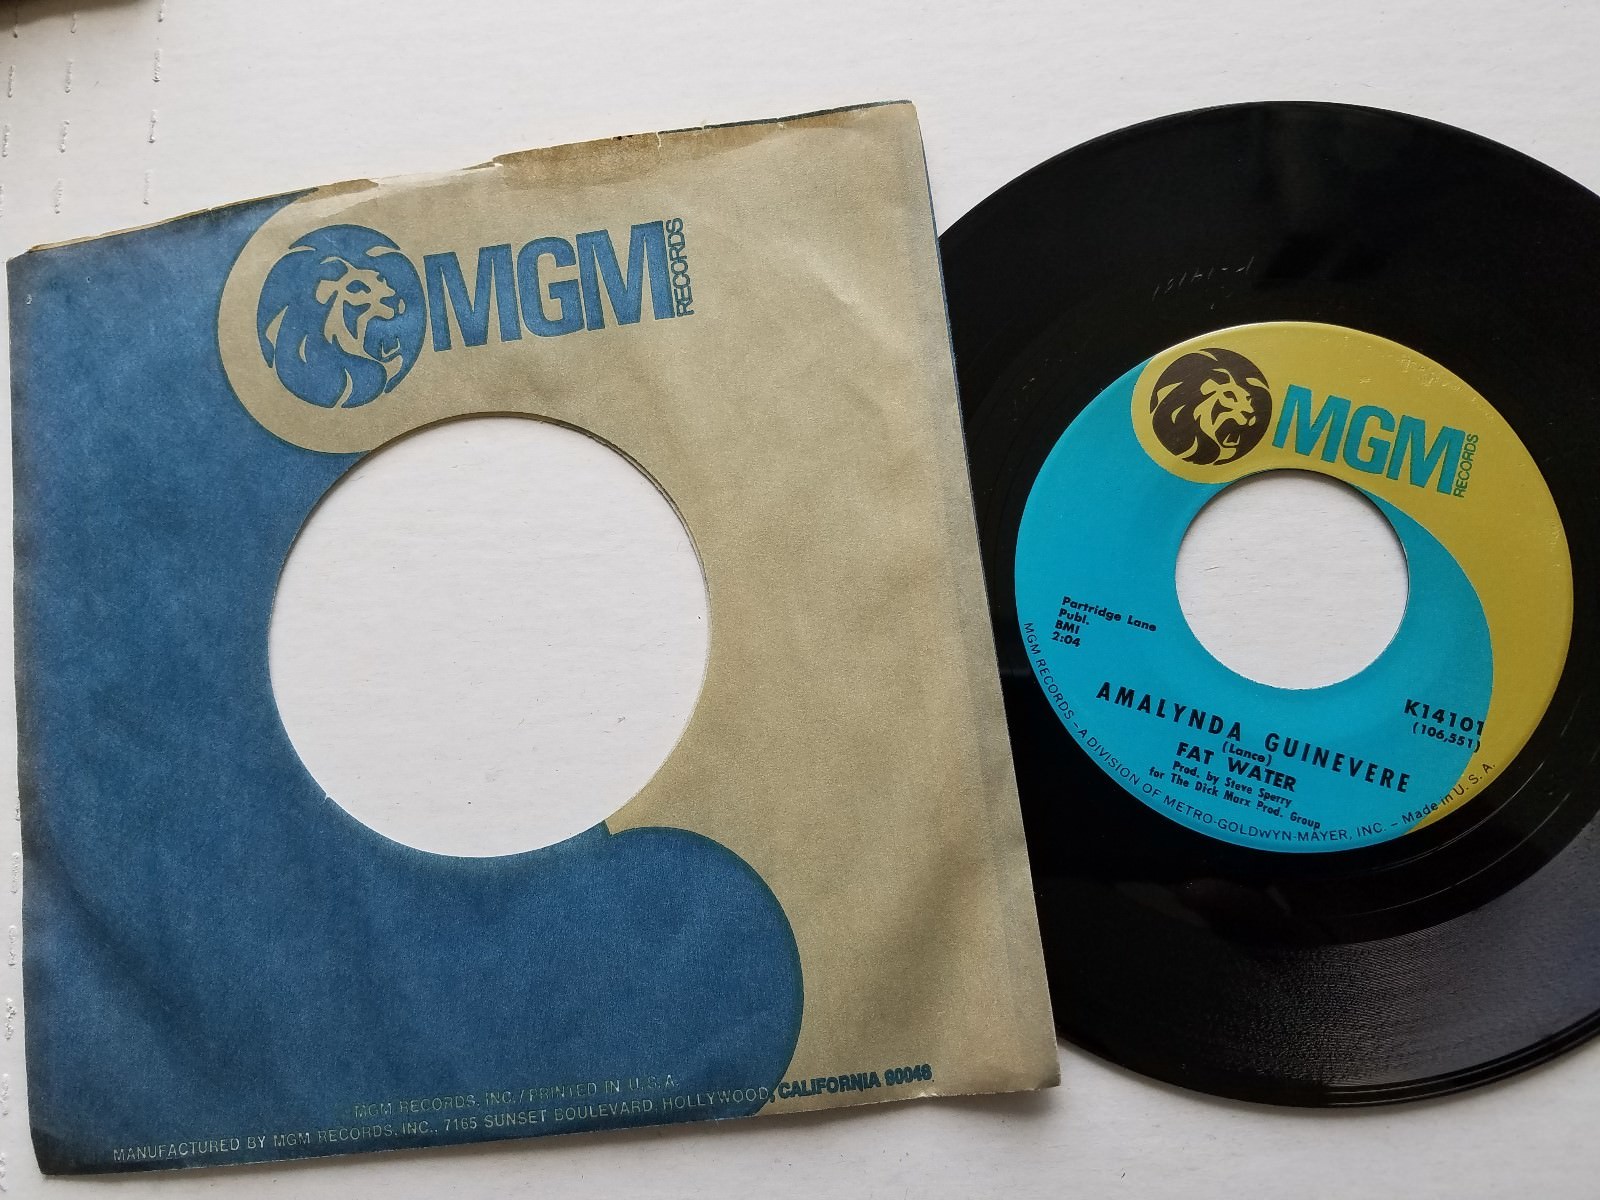 MGM
RECORDS
MGM RECORDS, INC. / PRINTED IN U.S.A.
MANUFACTURED BY MGM RECORDS, INC., 7165 SUNSET BOULEVARD, HOLLYWOOD, CALIFORNIA 90046
MGM
RECORDS
Partridge Lane
Publ.
BMI
2:04
K14101
(106,551)
AMALYNDA GUINEVERE
(Lance)
FAT WATER
Prod. by Steve Sperry
for The Dick Marx Prod. Group
MGM RECORDS – A DIVISION OF METRO-GOLDWYN-MAYER, INC. – Made in U.S.A.